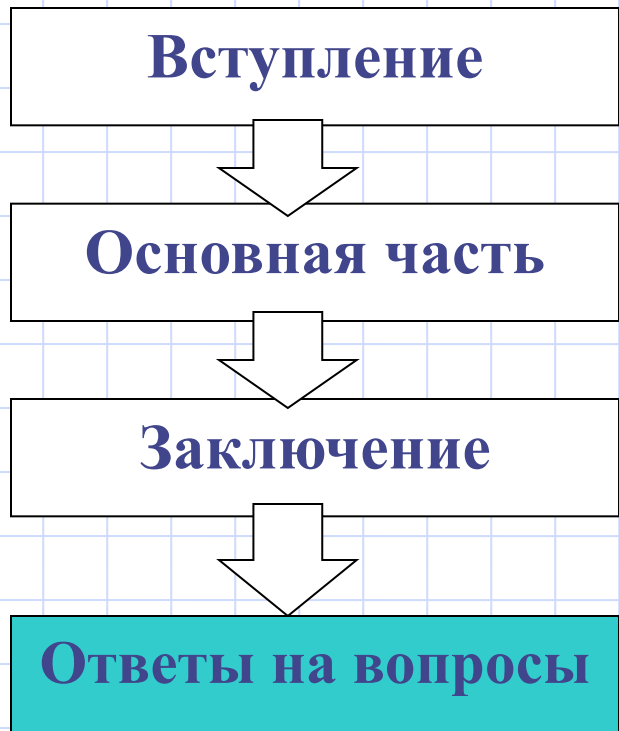 Вступление
Основная часть
Заключение
Ответы на вопросы